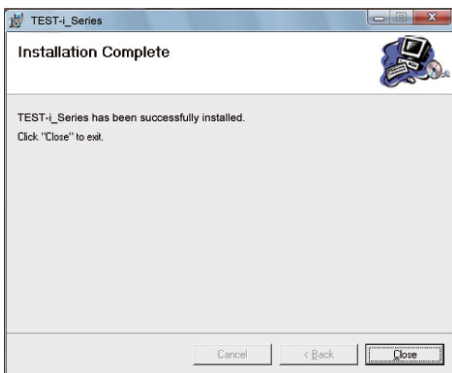 TEST-i_Series
Installation Complete
TEST-i_Series has been successfully installed.
Click "Close" to exit.
Cancel
< Back
Close